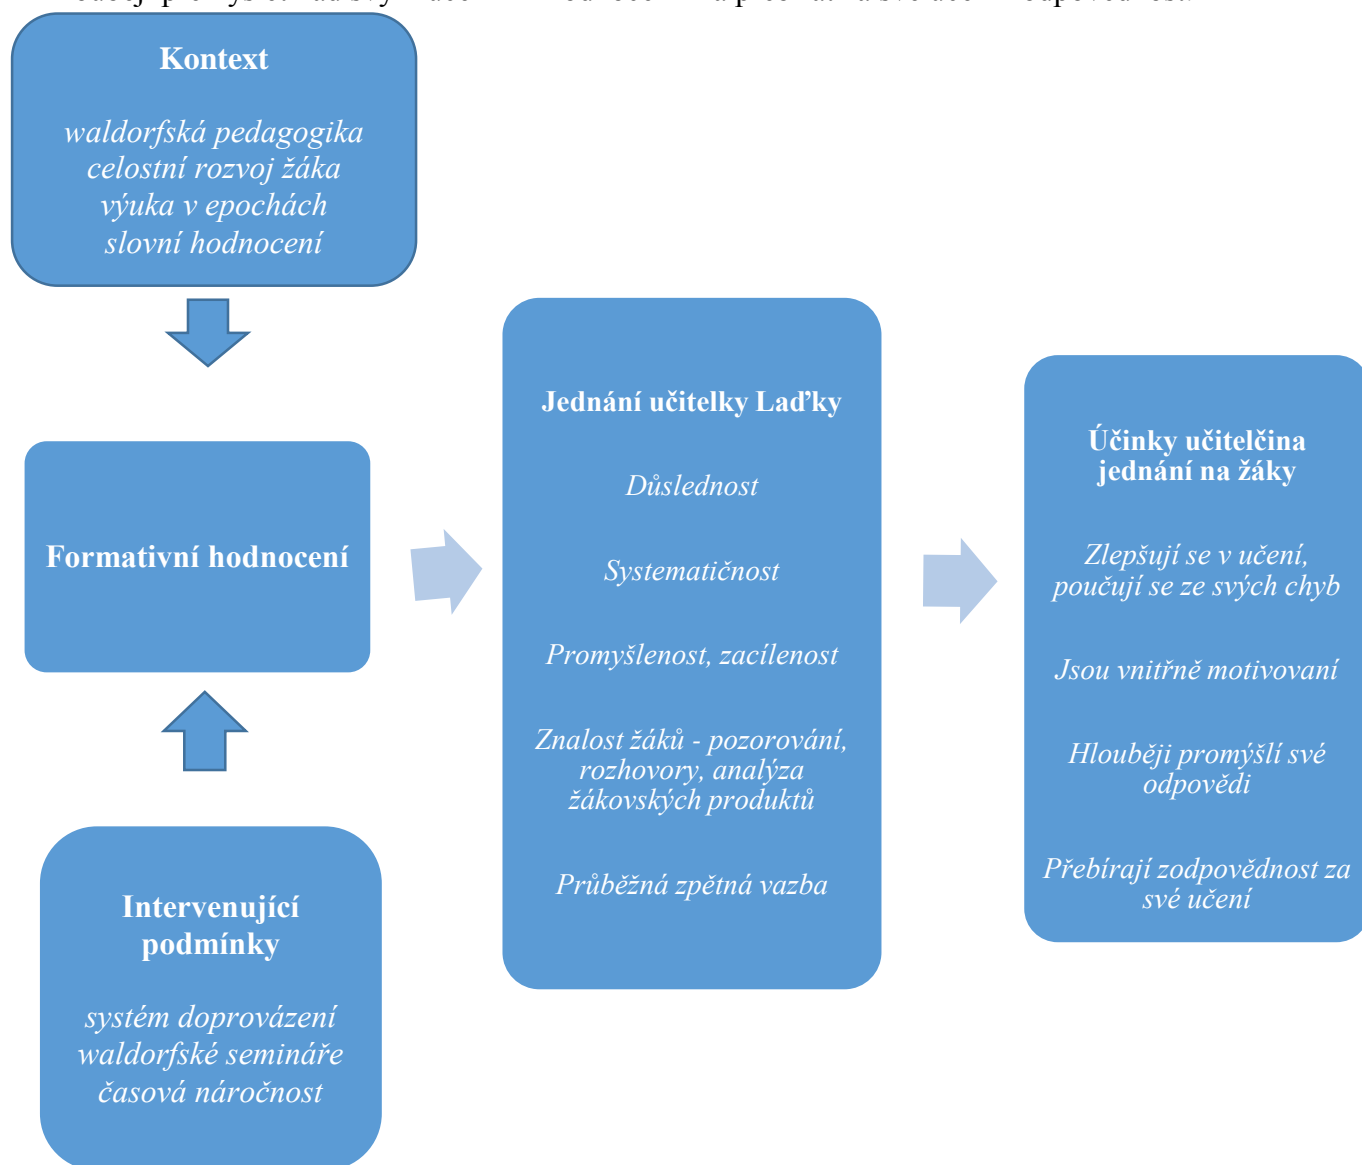 Kontext
waldorfská pedagogika
celostní rozvoj žáka
výuka v epochách
slovní hodnocení
Formativní hodnocení
Intervenující
podmínky
systém doprovázení
waldorfské semináře
časová náročnost
Jednání učitelky Laďky
Důslednost
Systematičnost
Promyšlenost, zacílenost
Znalost žáků - pozorování,
rozhovory, analýza
žákovských produktů
Průběžná zpětná vazba
Účinky učitelčina
jednání na žáky
Zlepšují se v učení,
poučují se ze svých chyb
Jsou vnitřně motivovaní
Hlouběji promýšlí své
odpovědi
Přebírají zodpovědnost za
své učení